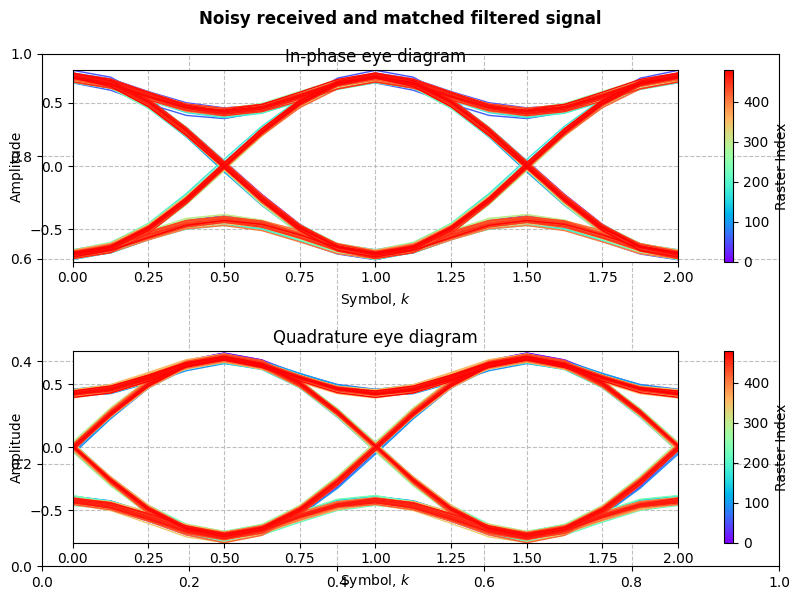 Noisy received and matched filtered signal
In-phase eye diagram
1.0
0.8
0.6
0.4
0.2
0.0
0.0 0.2 0.4 0.6 0.8 1.0
Amplitude
0.5
0.0
−0.5
0.00 0.25 0.50 0.75 1.00 1.25 1.50 1.75 2.00
Symbol, k
400
300
200
100
0
Raster Index
Quadrature eye diagram
Amplitude
0.5
0.0
−0.5
0.00 0.25 0.50 0.75 1.00 1.25 1.50 1.75 2.00
Symbol, k
400
300
200
100
0
Raster Index